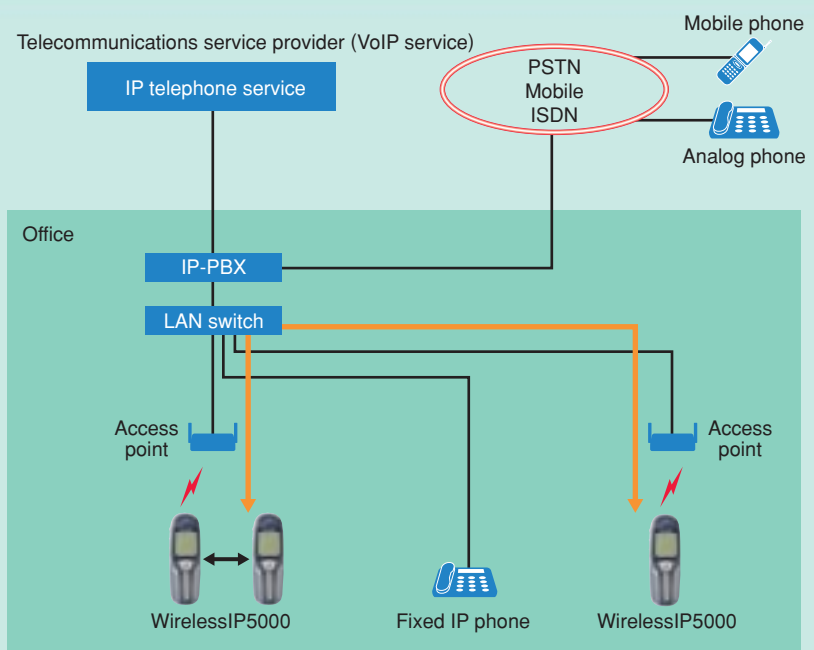 Mobile phone
Telecommunications service provider (VoIP service)
IP telephone service
PSTN
Mobile
ISDN
Analog phone
Office
IP-PBX
LAN switch
Access
point
Access
point
WirelessIP5000
Fixed IP phone
WirelessIP5000